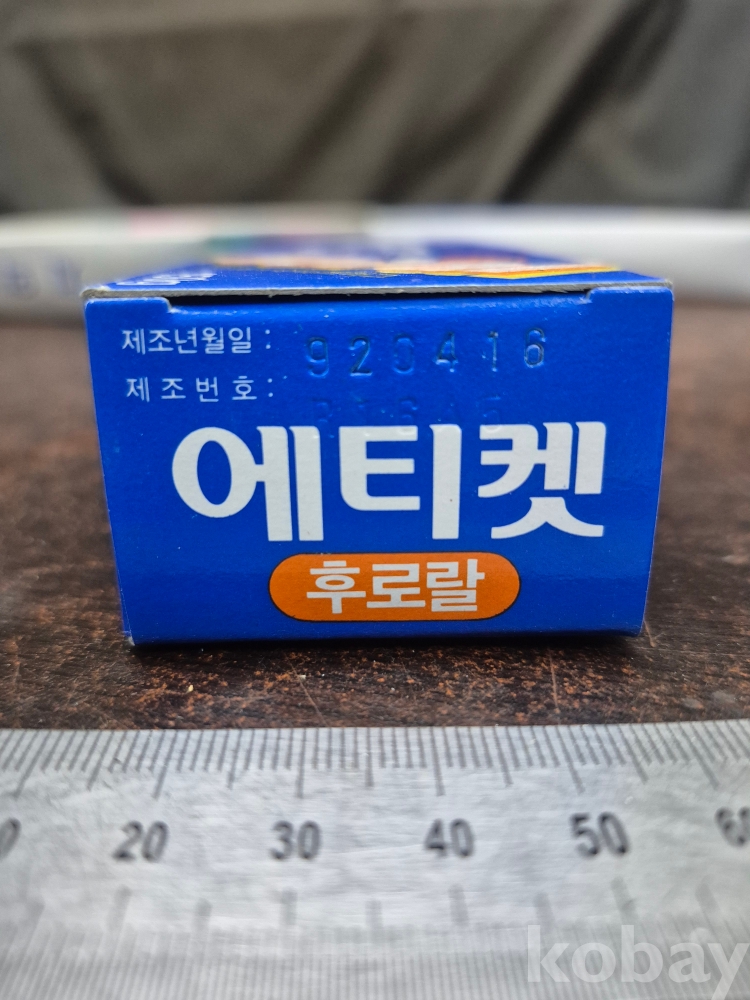 제조년월일 : 920416
제조번호 :
에티켓
후로랄
20 30 40 50
kobay